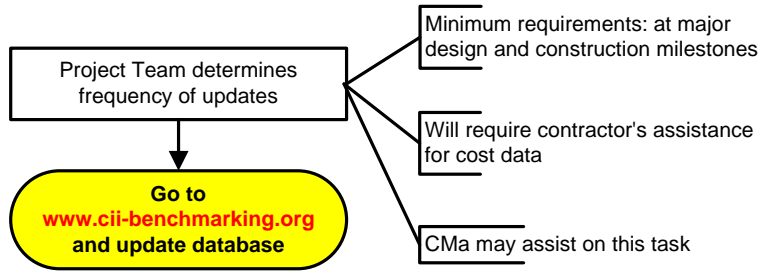 Project Team determines
frequency of updates
Go to
www.cii-benchmarking.org
and update database
Minimum requirements: at major
design and construction milestones
Will require contractor's assistance
for cost data
CMa may assist on this task